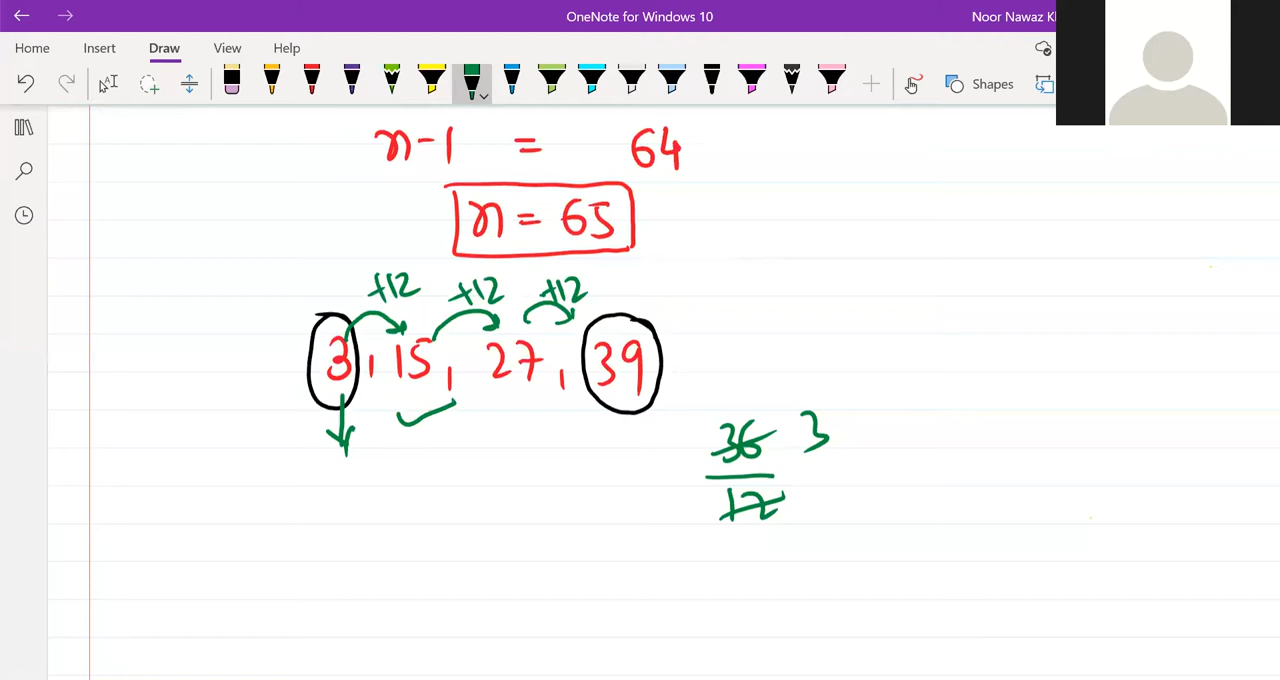 OneNote for Windows 10
Noor Nawaz Kh
Home Insert Draw View Help
Shapes
n-1 = 64
n = 65
+12 +12 +12
3, 15, 27, 39
36 3
12